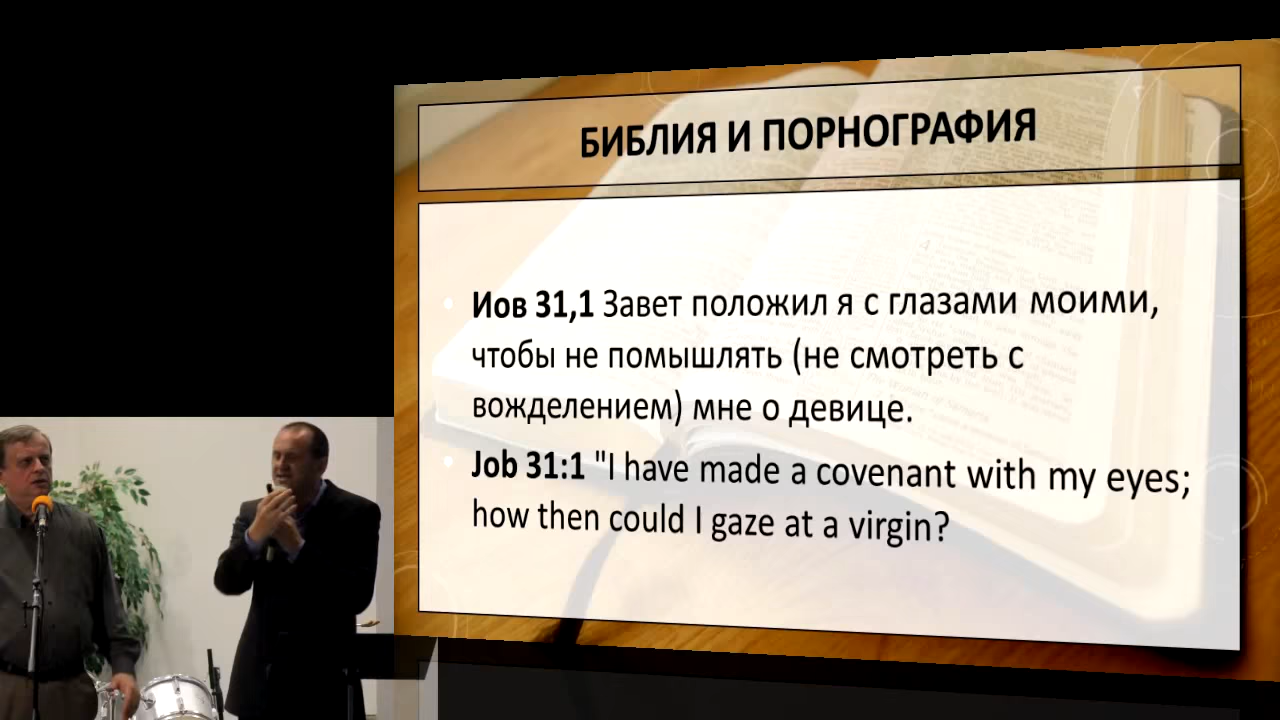 БИБЛИЯ И ПОРНОГРАФИЯ
Иов 31,1 Завет положил я с глазами моими,
чтобы не помышлять (не смотреть с
вожделением) мне о девице.
Job 31:1 "I have made a covenant with my eyes;
how then could I gaze at a virgin?